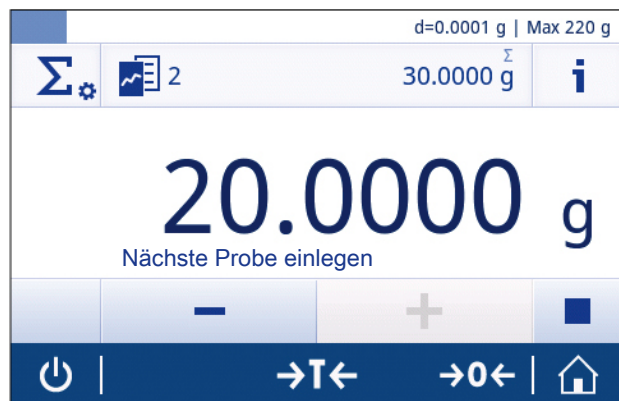 d=0.0001 g | Max 220 g
Σ 2 Σ 30.0000 g i
20.0000 g
Nächste Probe einlegen
− +
→T← →0←